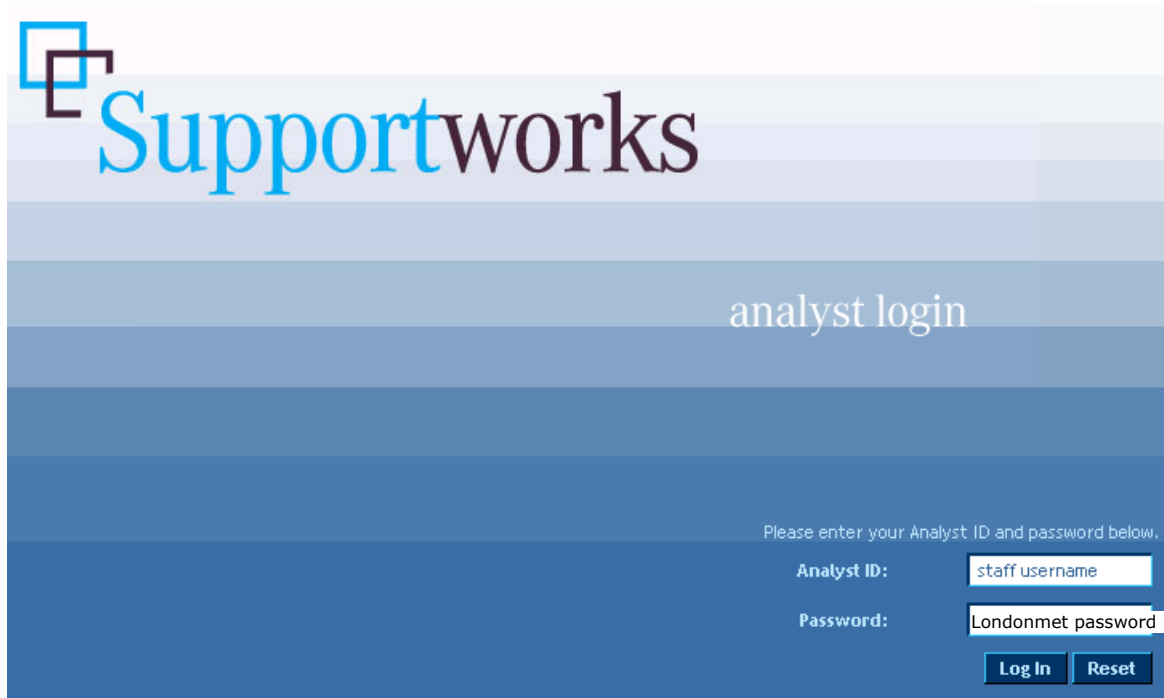 Supportworks
analyst login
Please enter your Analyst ID and password below.
Analyst ID: staff username
Password: Londonmet password
Log In Reset